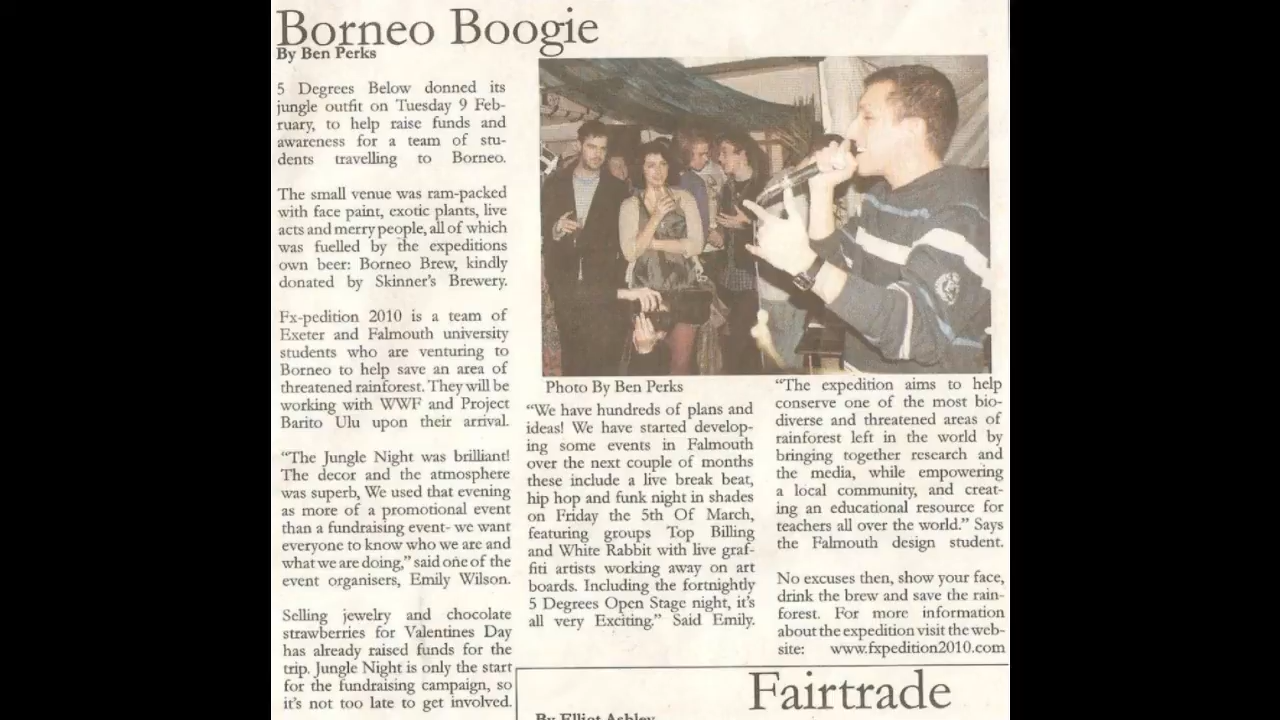 Borneo Boogie
By Ben Perks
5 Degrees Below donned its
jungle outfit on Tuesday 9 Feb-
ruary, to help raise funds and
awareness for a team of stu-
dents travelling to Borneo.
The small venue was ram-packed
with face paint, exotic plants, live
acts and merry people, all of which
was fuelled by the expeditions
own beer: Borneo Brew, kindly
donated by Skinner's Brewery.
Fx-pedition 2010 is a team of
Exeter and Falmouth university
students who are venturing to
Borneo to help save an area of
threatened rainforest. They will be
working with WWF and Project
Barito Ulu upon their arrival.
“The Jungle Night was brilliant!
The decor and the atmosphere
was superb, We used that evening
as more of a promotional event
than a fundraising event- we want
everyone to know who we are and
what we are doing,” said one of the
event organisers, Emily Wilson.
Selling jewelry and chocolate
strawberries for Valentines Day
has already raised funds for the
trip. Jungle Night is only the start
for the fundraising campaign, so
it's not too late to get involved.
Photo By Ben Perks
“We have hundreds of plans and
ideas! We have started develop-
ing some events in Falmouth
over the next couple of months
these include a live break beat,
hip hop and funk night in shades
on Friday the 5th Of March,
featuring groups Top Billing
and White Rabbit with live graf-
fiti artists working away on art
boards. Including the fortnightly
5 Degrees Open Stage night, it's
all very Exciting.” Said Emily.
“The expedition aims to help
conserve one of the most bio-
diverse and threatened areas of
rainforest left in the world by
bringing together research and
the media, while empowering
a local community, and creat-
ing an educational resource for
teachers all over the world.” Says
the Falmouth design student.
No excuses then, show your face,
drink the brew and save the rain-
forest. For more information
about the expedition visit the web-
site: www.fxpedition2010.com
Fairtrade
By Elliot Ashley